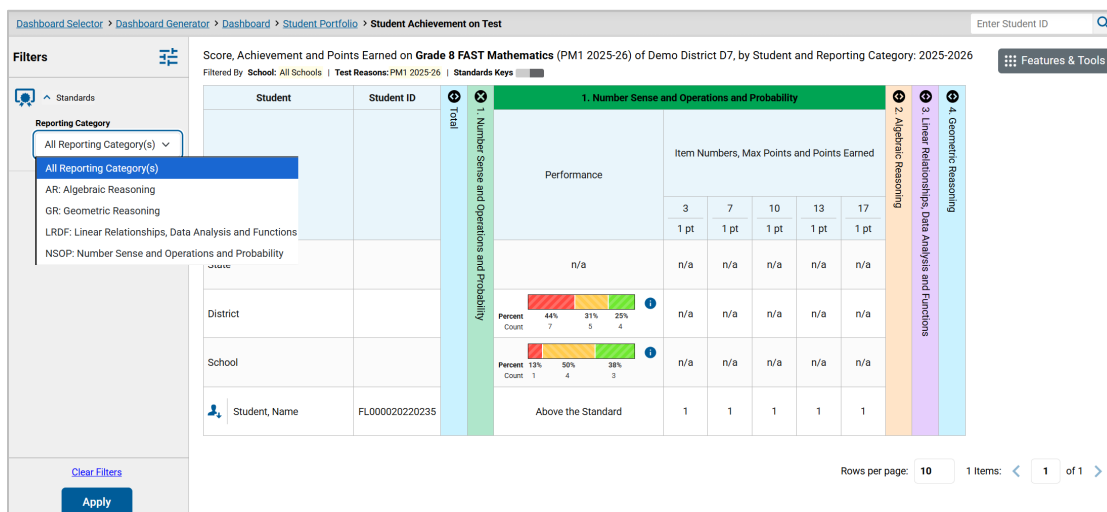 Dashboard Selector > Dashboard Generator > Dashboard > Student Portfolio > Student Achievement on Test
Enter Student ID
Filters
Score, Achievement and Points Earned on Grade 8 FAST Mathematics (PM1 2025-26) of Demo District D7, by Student and Reporting Category: 2025-2026
Features & Tools
Filtered By School: All Schools | Test Reasons: PM1 2025-26 | Standards Keys
Standards
Reporting Category
All Reporting Category(s)
All Reporting Category(s)
AR: Algebraic Reasoning
GR: Geometric Reasoning
LRDF: Linear Relationships, Data Analysis and Functions
NSOP: Number Sense and Operations and Probability
Student
Student ID
Total
1. Number Sense and Operations and Probability
1. Number Sense and Operations and Probability
2. Algebraic Reasoning
3. Linear Relationships, Data Analysis and Functions
4. Geometric Reasoning
Performance
Item Numbers, Max Points and Points Earned
3 7 10 13 17
1 pt 1 pt 1 pt 1 pt 1 pt
State n/a n/a n/a n/a n/a n/a
District n/a n/a n/a n/a n/a
Percent 44% 31% 25%
Count 7 5 4
School n/a n/a n/a n/a n/a
Percent 13% 50% 38%
Count 1 4 3
Student, Name FL000020220235 Above the Standard 1 1 1 1 1
Clear Filters
Apply
Rows per page: 10 1 Items: 1 of 1